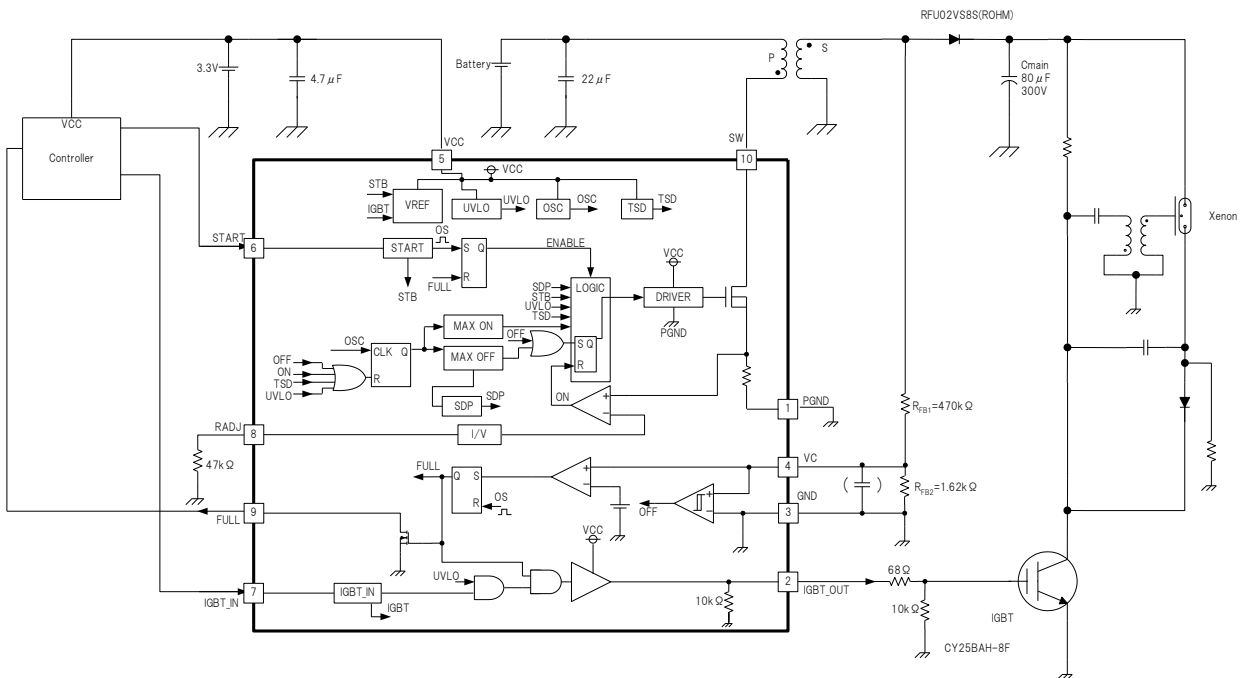 RFU02VS8S(ROHM)
P
S
3.3V
4.7μF
Battery
22μF
Cmain
80μF
300V
VCC
Controller
VCC
SW
5
10
VCC
STB
IGBT
VREF
UVLO
UVLO
OSC
OSC
TSD
TSD
Xenon
START
6
START
OS
S Q
R
FULL
STB
ENABLE
LOGIC
SDP
STB
UVLO
TSD
VCC
DRIVER
PGND
OSC
CLK Q
R
OFF
ON
TSD
UVLO
MAX ON
MAX OFF
OFF
S Q
R
SDP
SDP
ON
+
−
1
PGND
RFB1=470kΩ
RADJ
8
I/V
47kΩ
4
VC
FULL
Q S
R
OS
+
−
OFF
+
−
( )
RFB2=1.62kΩ
GND
3
9
FULL
VCC
UVLO
7
IGBT_IN
IGBT_IN
IGBT
10kΩ
2
IGBT_OUT
68Ω
10kΩ
IGBT
CY25BAH-8F